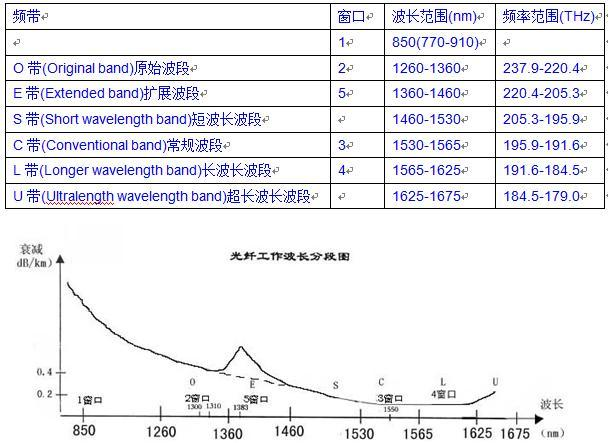 频带 窗口 波长范围(nm) 频率范围(THz)
1 850(770-910)
O 带(Original band)原始波段 2 1260-1360 237.9-220.4
E 带(Extended band)扩展波段 5 1360-1460 220.4-205.3
S 带(Short wavelength band)短波长波段 1460-1530 205.3-195.9
C 带(Conventional band)常规波段 3 1530-1565 195.9-191.6
L 带(Longer wavelength band)长波长波段 4 1565-1625 191.6-184.5
U 带(Ultralength wavelength band)超长波长波段 1625-1675 184.5-179.0
衰减
dB/km)
光纤工作波长分段图
0.4
0.2
O E S C L U
1窗口 2窗口 5窗口 3窗口 4窗口
1300 1310 1383 1550
波长
850 1260 1360 1460 1530 1565 1625 1675 (nm)